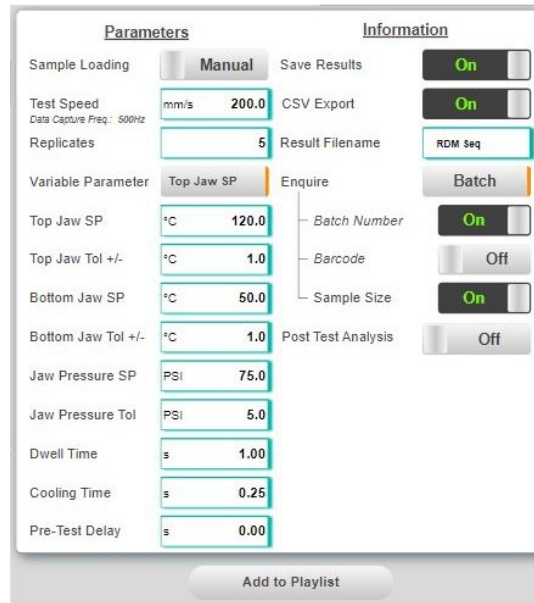 Parameters
Sample Loading Manual
Test Speed mm/s 200.0
Data Capture Freq.: 500Hz
Replicates 5
Variable Parameter Top Jaw SP
Top Jaw SP °C 120.0
Top Jaw Tol +/- °C 1.0
Bottom Jaw SP °C 50.0
Bottom Jaw Tol +/- °C 1.0
Jaw Pressure SP PSI 75.0
Jaw Pressure Tol PSI 5.0
Dwell Time s 1.00
Cooling Time s 0.25
Pre-Test Delay s 0.00
Information
Save Results On
CSV Export On
Result Filename RDM Seq
Enquire Batch
Batch Number On
Barcode Off
Sample Size On
Post Test Analysis Off
Add to Playlist